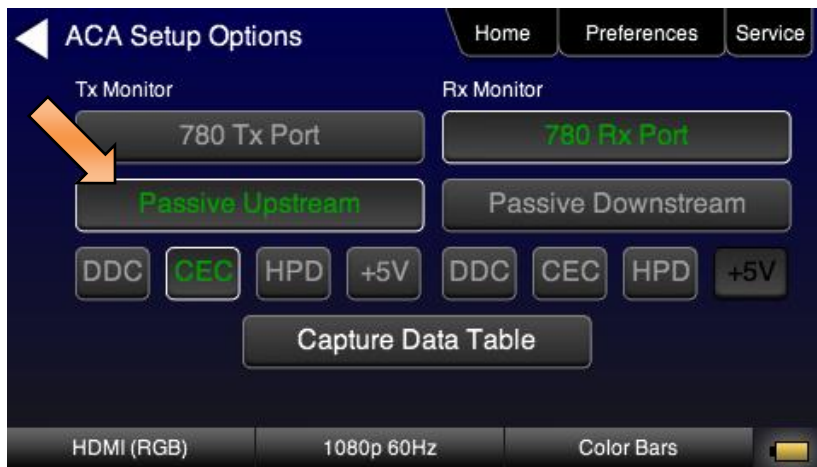 ACA Setup Options Home Preferences Service
Tx Monitor Rx Monitor
780 Tx Port 780 Rx Port
Passive Upstream Passive Downstream
DDC CEC HPD +5V DDC CEC HPD +5V
Capture Data Table
HDMI (RGB) 1080p 60Hz Color Bars